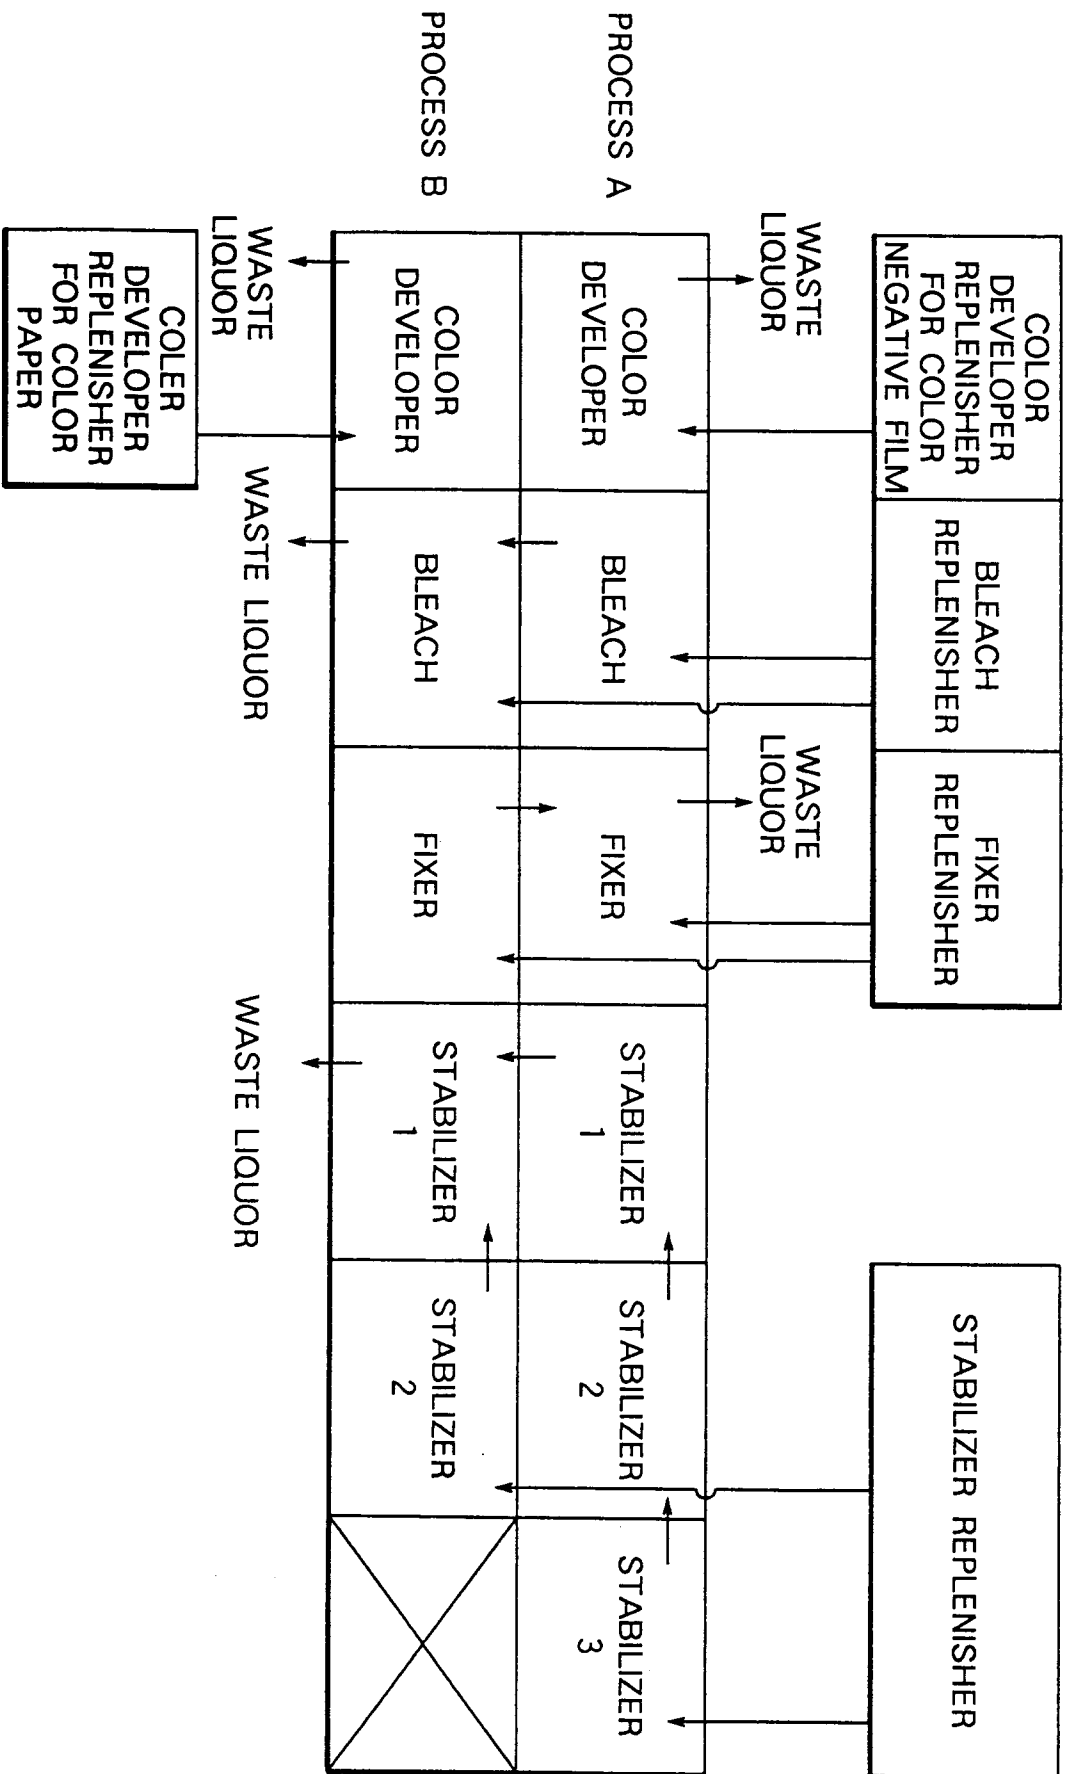 COLOR
DEVELOPER
REPLENISHER
FOR COLOR
NEGATIVE FILM
BLEACH
REPLENISHER
FIXER
REPLENISHER
STABILIZER REPLENISHER
WASTE
LIQUOR
WASTE
LIQUOR
PROCESS A
COLOR
DEVELOPER
BLEACH
FIXER
STABILIZER
1
STABILIZER
2
STABILIZER
3
PROCESS B
COLOR
DEVELOPER
BLEACH
FIXER
STABILIZER
1
STABILIZER
2
WASTE
LIQUOR
WASTE LIQUOR
WASTE LIQUOR
COLER
DEVELOPER
REPLENISHER
FOR COLOR
PAPER